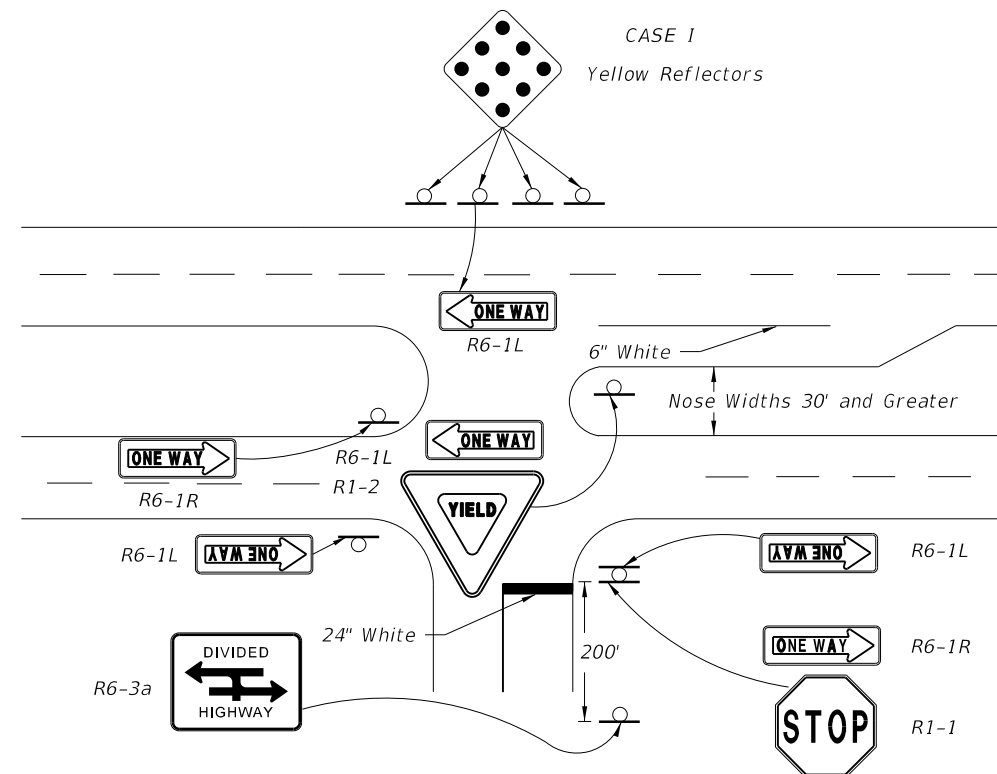 CASE I
Yellow Reflectors
ONE WAY
R6-1L
6" White
Nose Widths 30' and Greater
ONE WAY
R6-1L
ONE WAY
R6-1R
R1-2
YIELD
R6-1L
ONE WAY
ONE WAY
R6-1L
24" White
200'
ONE WAY
R6-1R
DIVIDED
HIGHWAY
R6-3a
STOP
R1-1